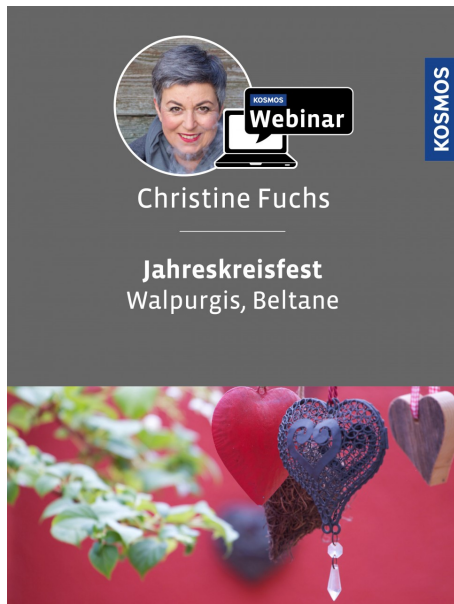 KOSMOS
Webinar
KOSMOS
Christine Fuchs
Jahreskreisfest
Walpurgis, Beltane